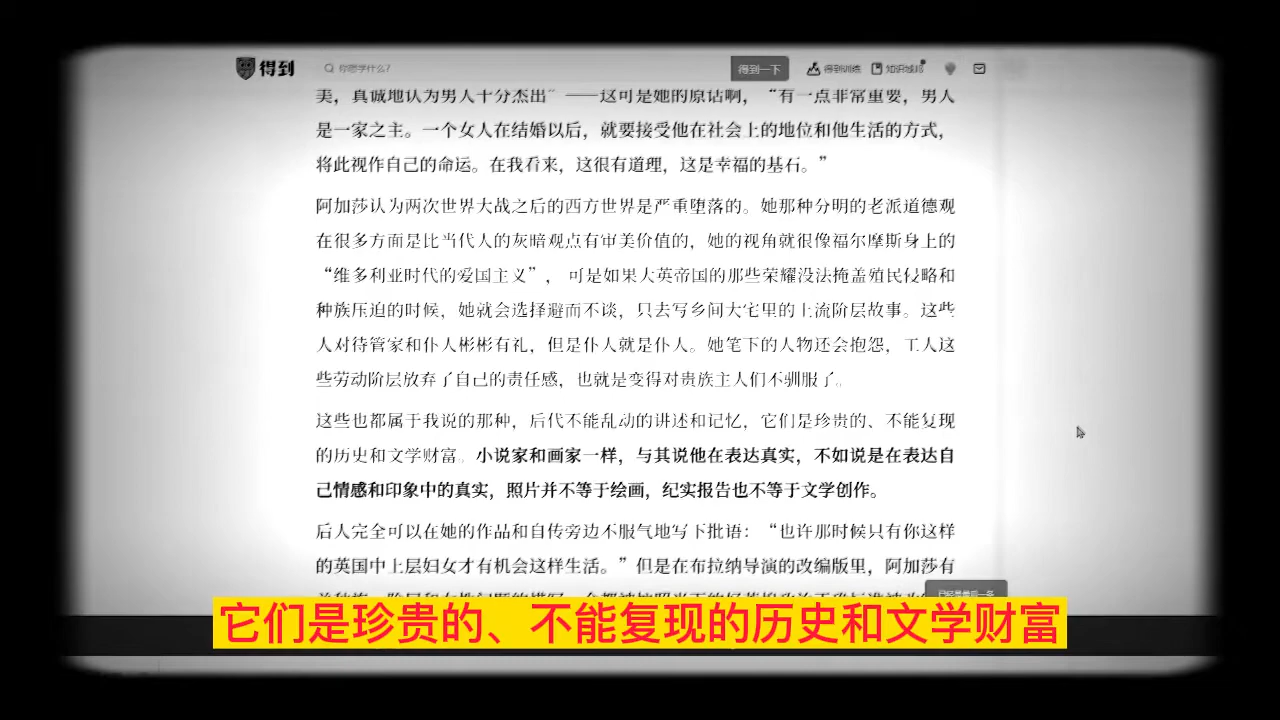 得到
你想学什么?
得到一下
得到训练
知识城邦
美，真诚地认为男人十分杰出”——这可是她的原话啊，“有一点非常重要，男人
是一家之主。一个女人在结婚以后，就要接受他在社会上的地位和他生活的方式，
将此视作自己的命运。在我看来，这很有道理，这是幸福的基石。”
阿加莎认为两次世界大战之后的西方世界是严重堕落的。她那种分明的老派道德观
在很多方面是比当代人的灰暗观点有审美价值的，她的视角就很像福尔摩斯身上的
“维多利亚时代的爱国主义”，可是如果大英帝国的那些荣耀没法掩盖殖民侵略和
种族压迫的时候，她就会选择避而不谈，只去写乡间大宅里的上流阶层故事。这些
人对待管家和仆人彬彬有礼，但是仆人就是仆人。她笔下的人物还会抱怨，工人这
些劳动阶层放弃了自己的责任感，也就是变得对贵族主人们不驯服了。
这些也都属于我说的那种，后代不能乱动的讲述和记忆，它们是珍贵的、不能复现
的历史和文学财富。小说家和画家一样，与其说他在表达真实，不如说是在表达自
己情感和印象中的真实，照片并不等于绘画，纪实报告也不等于文学创作。
后人完全可以在她的作品和自传旁边不服气地写下批语：“也许那时候只有你这样
的英国中上层妇女才有机会这样生活。”但是在布拉纳导演的改编版里，阿加莎有
它们是珍贵的、不能复现的历史和文学财富